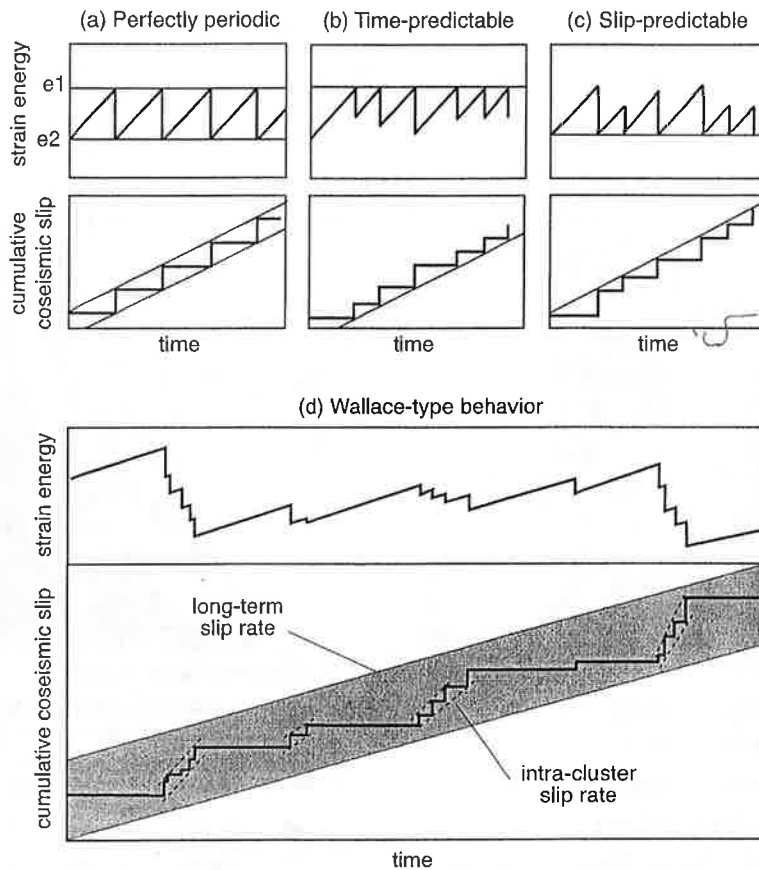 (a) Perfectly periodic
(b) Time-predictable
(c) Slip-predictable
strain energy
e1
e2
cumulative
coseismic slip
time
time
time
(d) Wallace-type behavior
strain energy
cumulative coseismic slip
long-term
slip rate
intra-cluster
slip rate
time